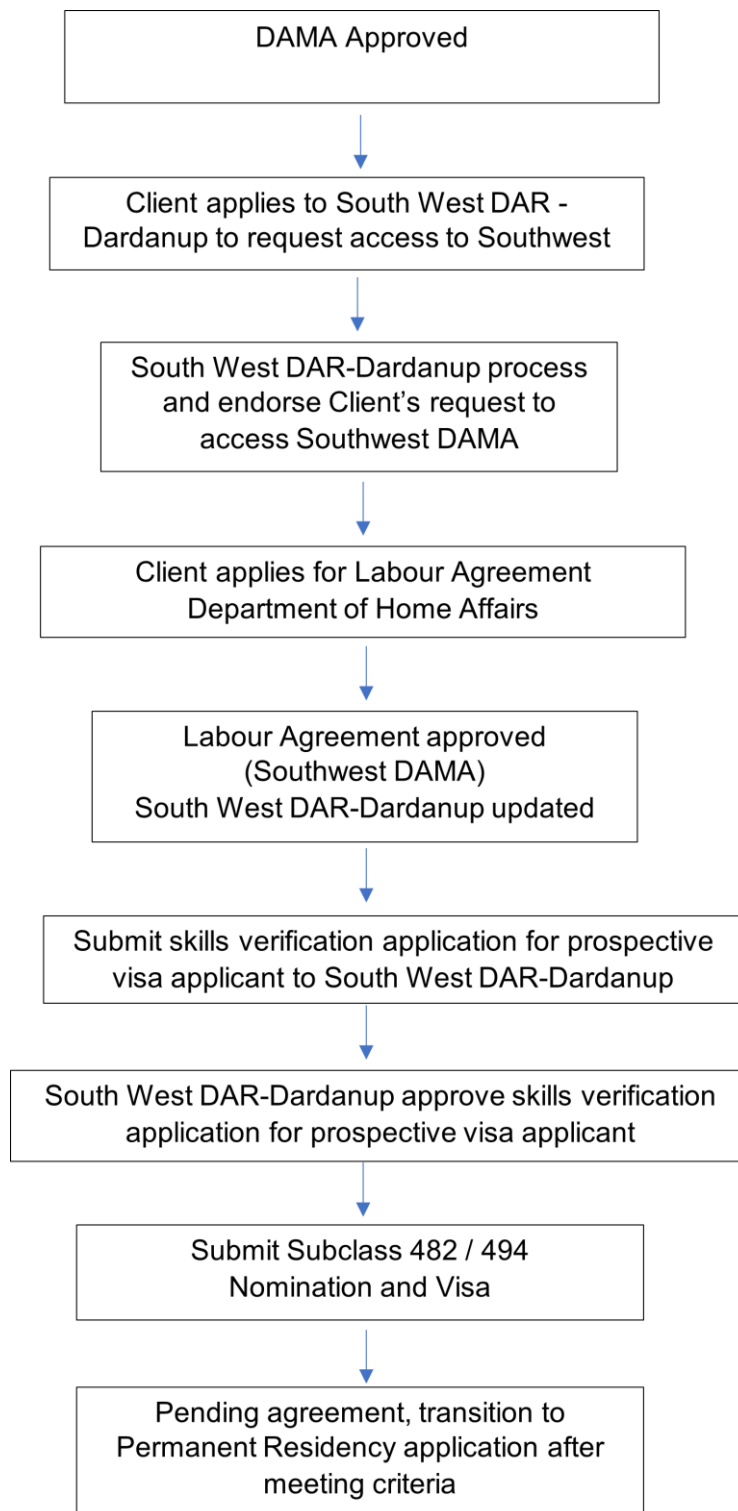 DAMA Approved
Client applies to South West DAR -
Dardanup to request access to Southwest
South West DAR-Dardanup process
and endorse Client's request to
access Southwest DAMA
Client applies for Labour Agreement
Department of Home Affairs
Labour Agreement approved
(Southwest DAMA)
South West DAR-Dardanup updated
Submit skills verification application for prospective
visa applicant to South West DAR-Dardanup
South West DAR-Dardanup approve skills verification
application for prospective visa applicant
Submit Subclass 482 / 494
Nomination and Visa
Pending agreement, transition to
Permanent Residency application after
meeting criteria